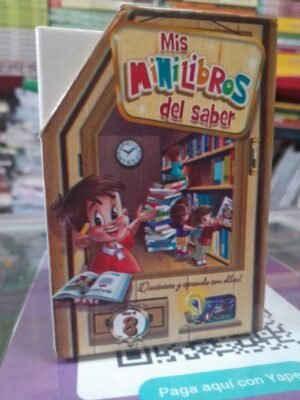 Mis
MINILIBROS
del saber
¡Diviértete y aprende con ellos!
8
Paga aquí con Yape